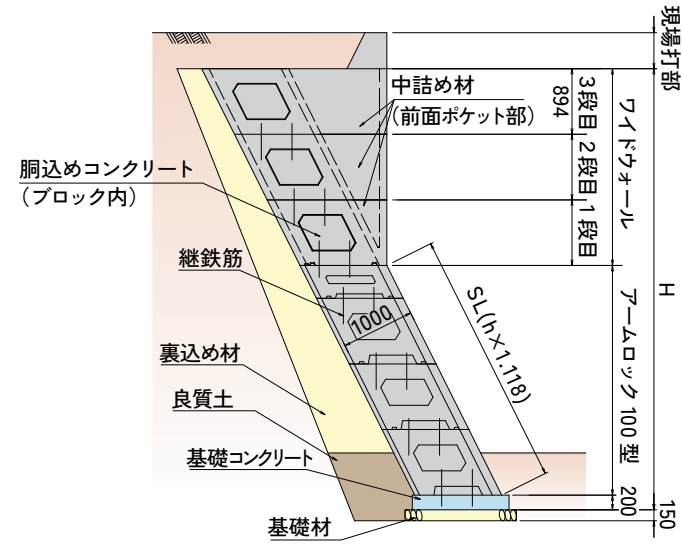 現場打部
中詰め材
（前面ポケット部）
3段目 2段目 1段目
894
ワイドウォール
胴込めコンクリート
（ブロック内）
継鉄筋
1000
SL(h×1.118)
H
アームロック100型
裏込め材
良質土
基礎コンクリート
200
150
基礎材